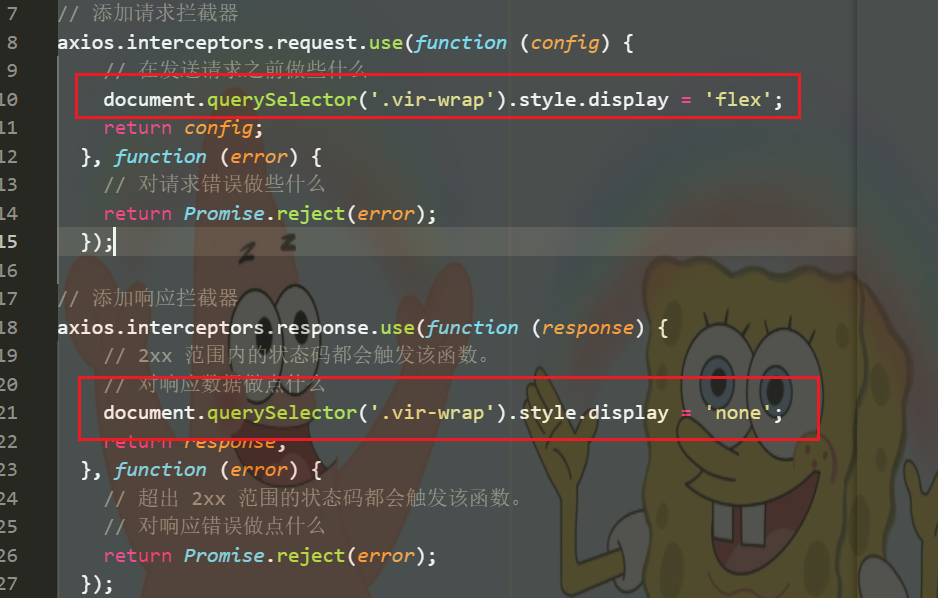 7 // 添加请求拦截器
8 axios.interceptors.request.use(function (config) {
9 // 在发送请求之前做些什么
10 document.querySelector('.vir-wrap').style.display = 'flex';
11 return config;
12 }, function (error) {
13 // 对请求错误做些什么
14 return Promise.reject(error);
15 });
16
17 // 添加响应拦截器
18 axios.interceptors.response.use(function (response) {
19 // 2xx 范围内的状态码都会触发该函数。
20 // 对响应数据做点什么
21 document.querySelector('.vir-wrap').style.display = 'none';
22 return response;
23 }, function (error) {
24 // 超出 2xx 范围的状态码都会触发该函数。
25 // 对响应错误做点什么
26 return Promise.reject(error);
27 });
z z